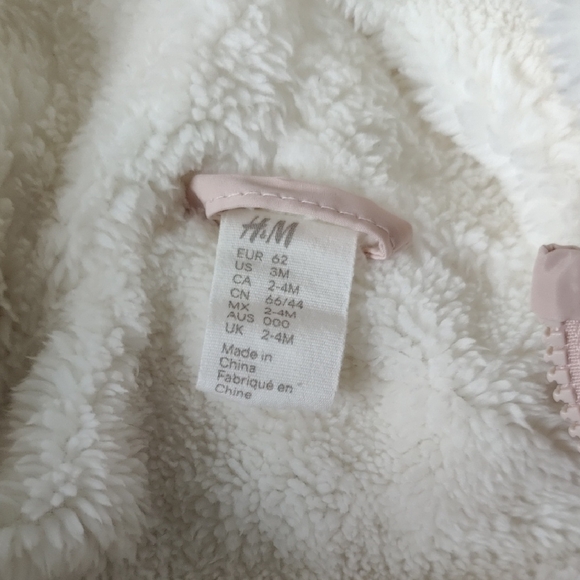 H&M
EUR 62
US 3M
CA 2-4M
CN 66/44
MX 2-4M
AUS 000
UK 2-4M
Made in
China
Fabriqué en
Chine